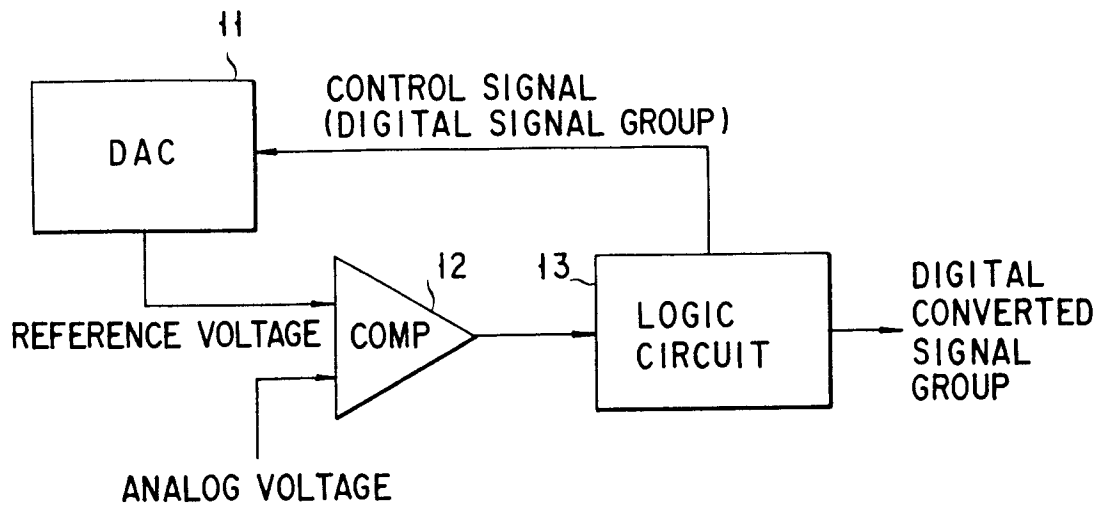 11
DAC
CONTROL SIGNAL
(DIGITAL SIGNAL GROUP)
12
13
COMP
LOGIC
CIRCUIT
REFERENCE VOLTAGE
ANALOG VOLTAGE
DIGITAL
CONVERTED
SIGNAL
GROUP